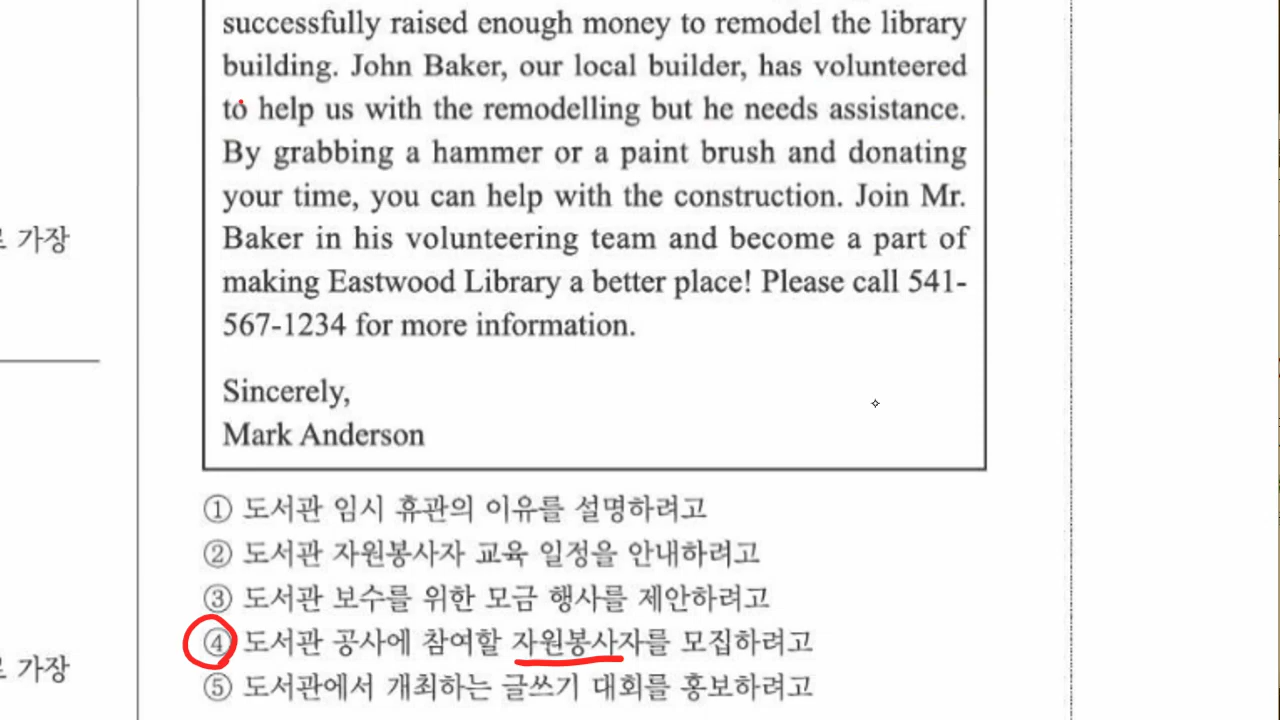 successfully raised enough money to remodel the library
building. John Baker, our local builder, has volunteered
to help us with the remodelling but he needs assistance.
By grabbing a hammer or a paint brush and donating
your time, you can help with the construction. Join Mr.
Baker in his volunteering team and become a part of
making Eastwood Library a better place! Please call 541-
567-1234 for more information.
Sincerely,
Mark Anderson
① 도서관 임시 휴관의 이유를 설명하려고
② 도서관 자원봉사자 교육 일정을 안내하려고
③ 도서관 보수를 위한 모금 행사를 제안하려고
④ 도서관 공사에 참여할 자원봉사자를 모집하려고
⑤ 도서관에서 개최하는 글쓰기 대회를 홍보하려고
가장
가장